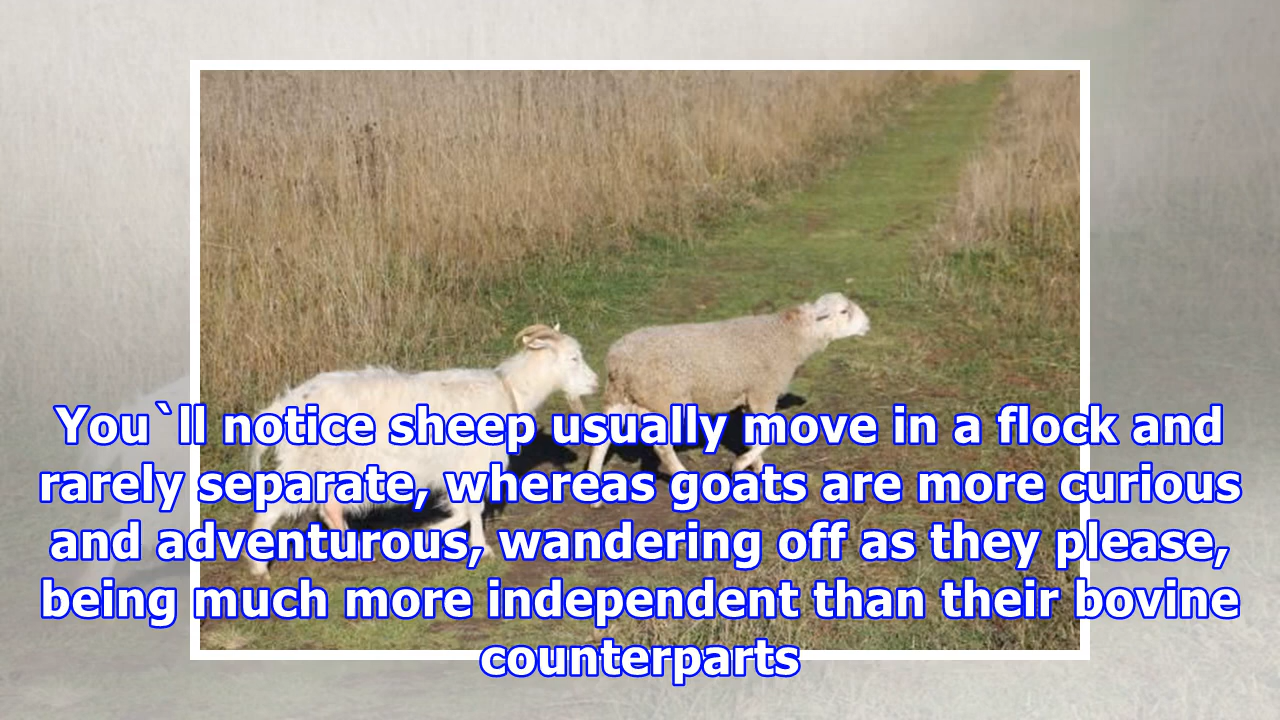 You`ll notice sheep usually move in a flock and
rarely separate, whereas goats are more curious
and adventurous, wandering off as they please,
being much more independent than their bovine
counterparts